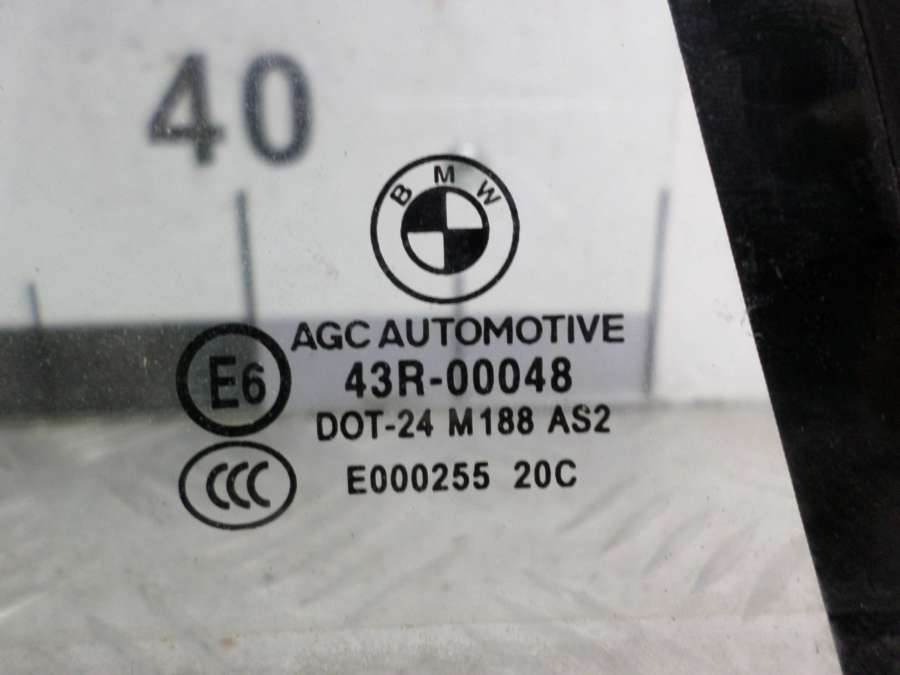 40
BMW
AGC AUTOMOTIVE
E6
43R-00048
DOT-24 M188 AS2
CCC
E000255 20C